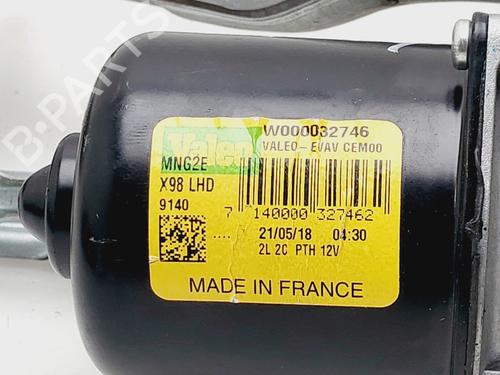 B-PARTS
Valeo
W000032746
VALEO-EVAV CEM00
MNG2E
X98 LHD
9140
7 140000 327462
.... 21/05/18 04:30
2L 2C PTH 12V
MADE IN FRANCE